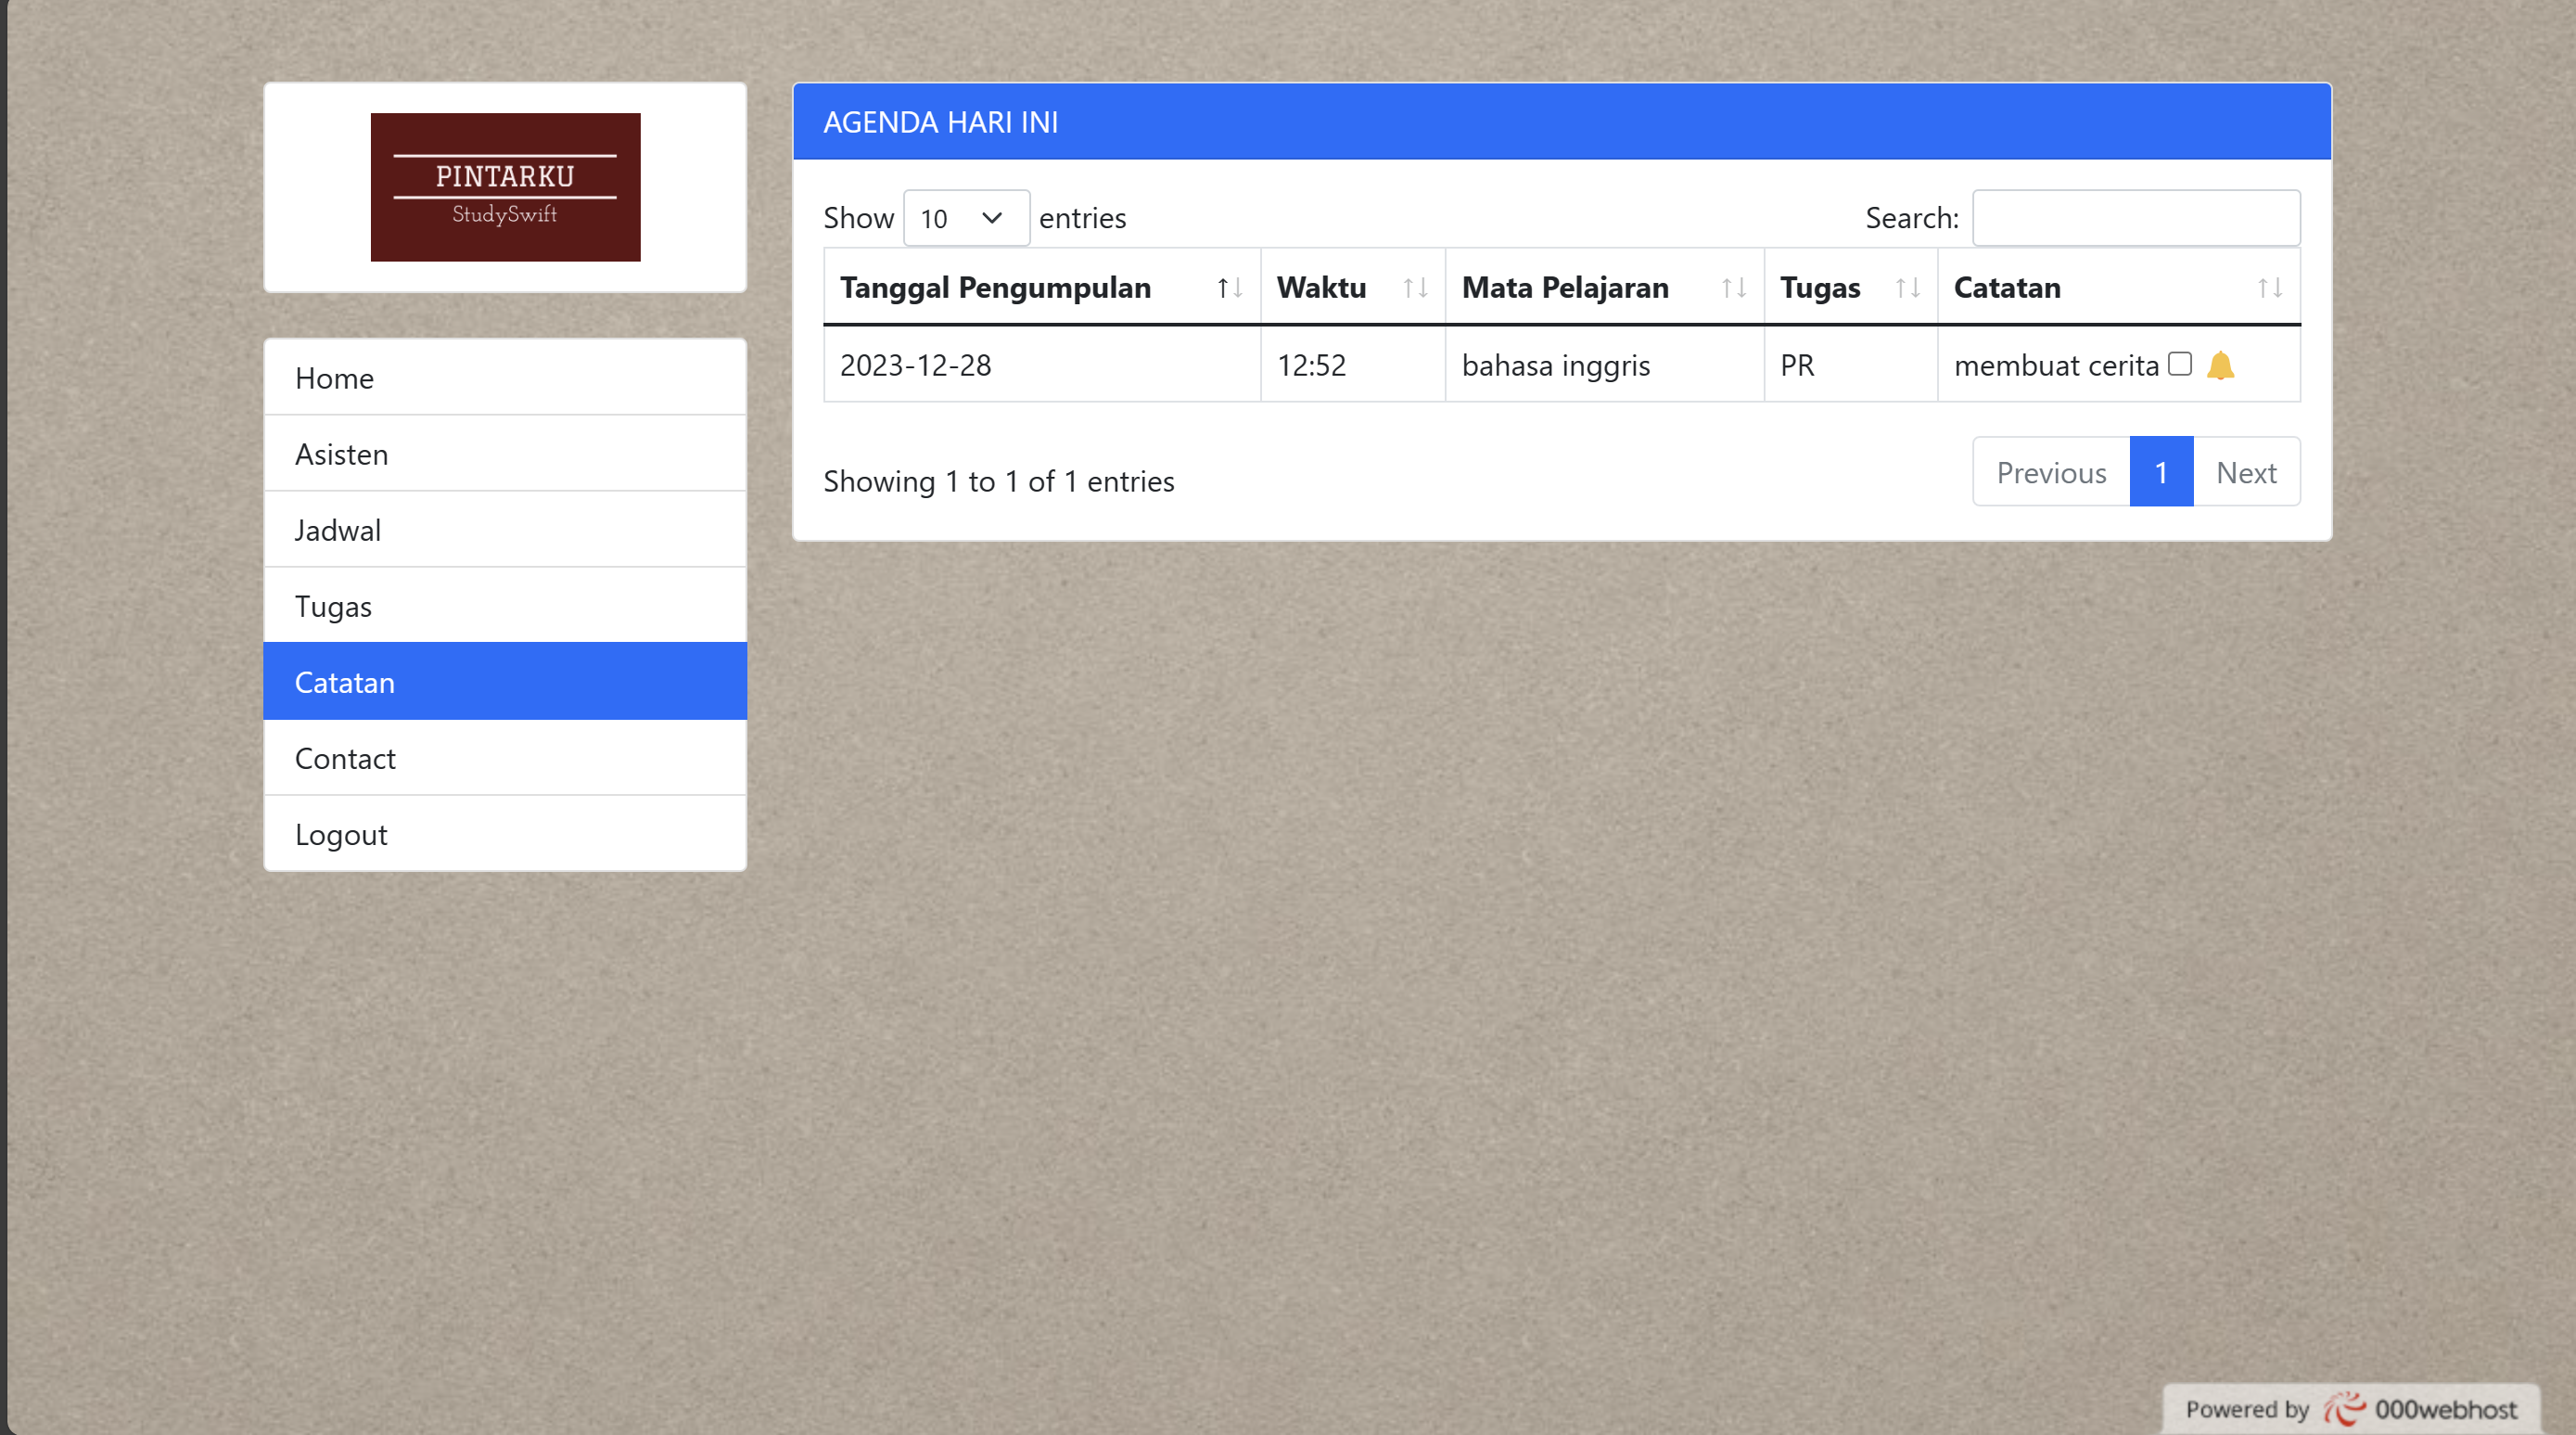 PINTARKU
StudySwift
Home
Asisten
Jadwal
Tugas
Catatan
Contact
Logout
AGENDA HARI INI
Show 10 entries Search:
Tanggal Pengumpulan Waktu Mata Pelajaran Tugas Catatan
2023-12-28 12:52 bahasa inggris PR membuat cerita
Showing 1 to 1 of 1 entries Previous 1 Next
Powered by 000webhost